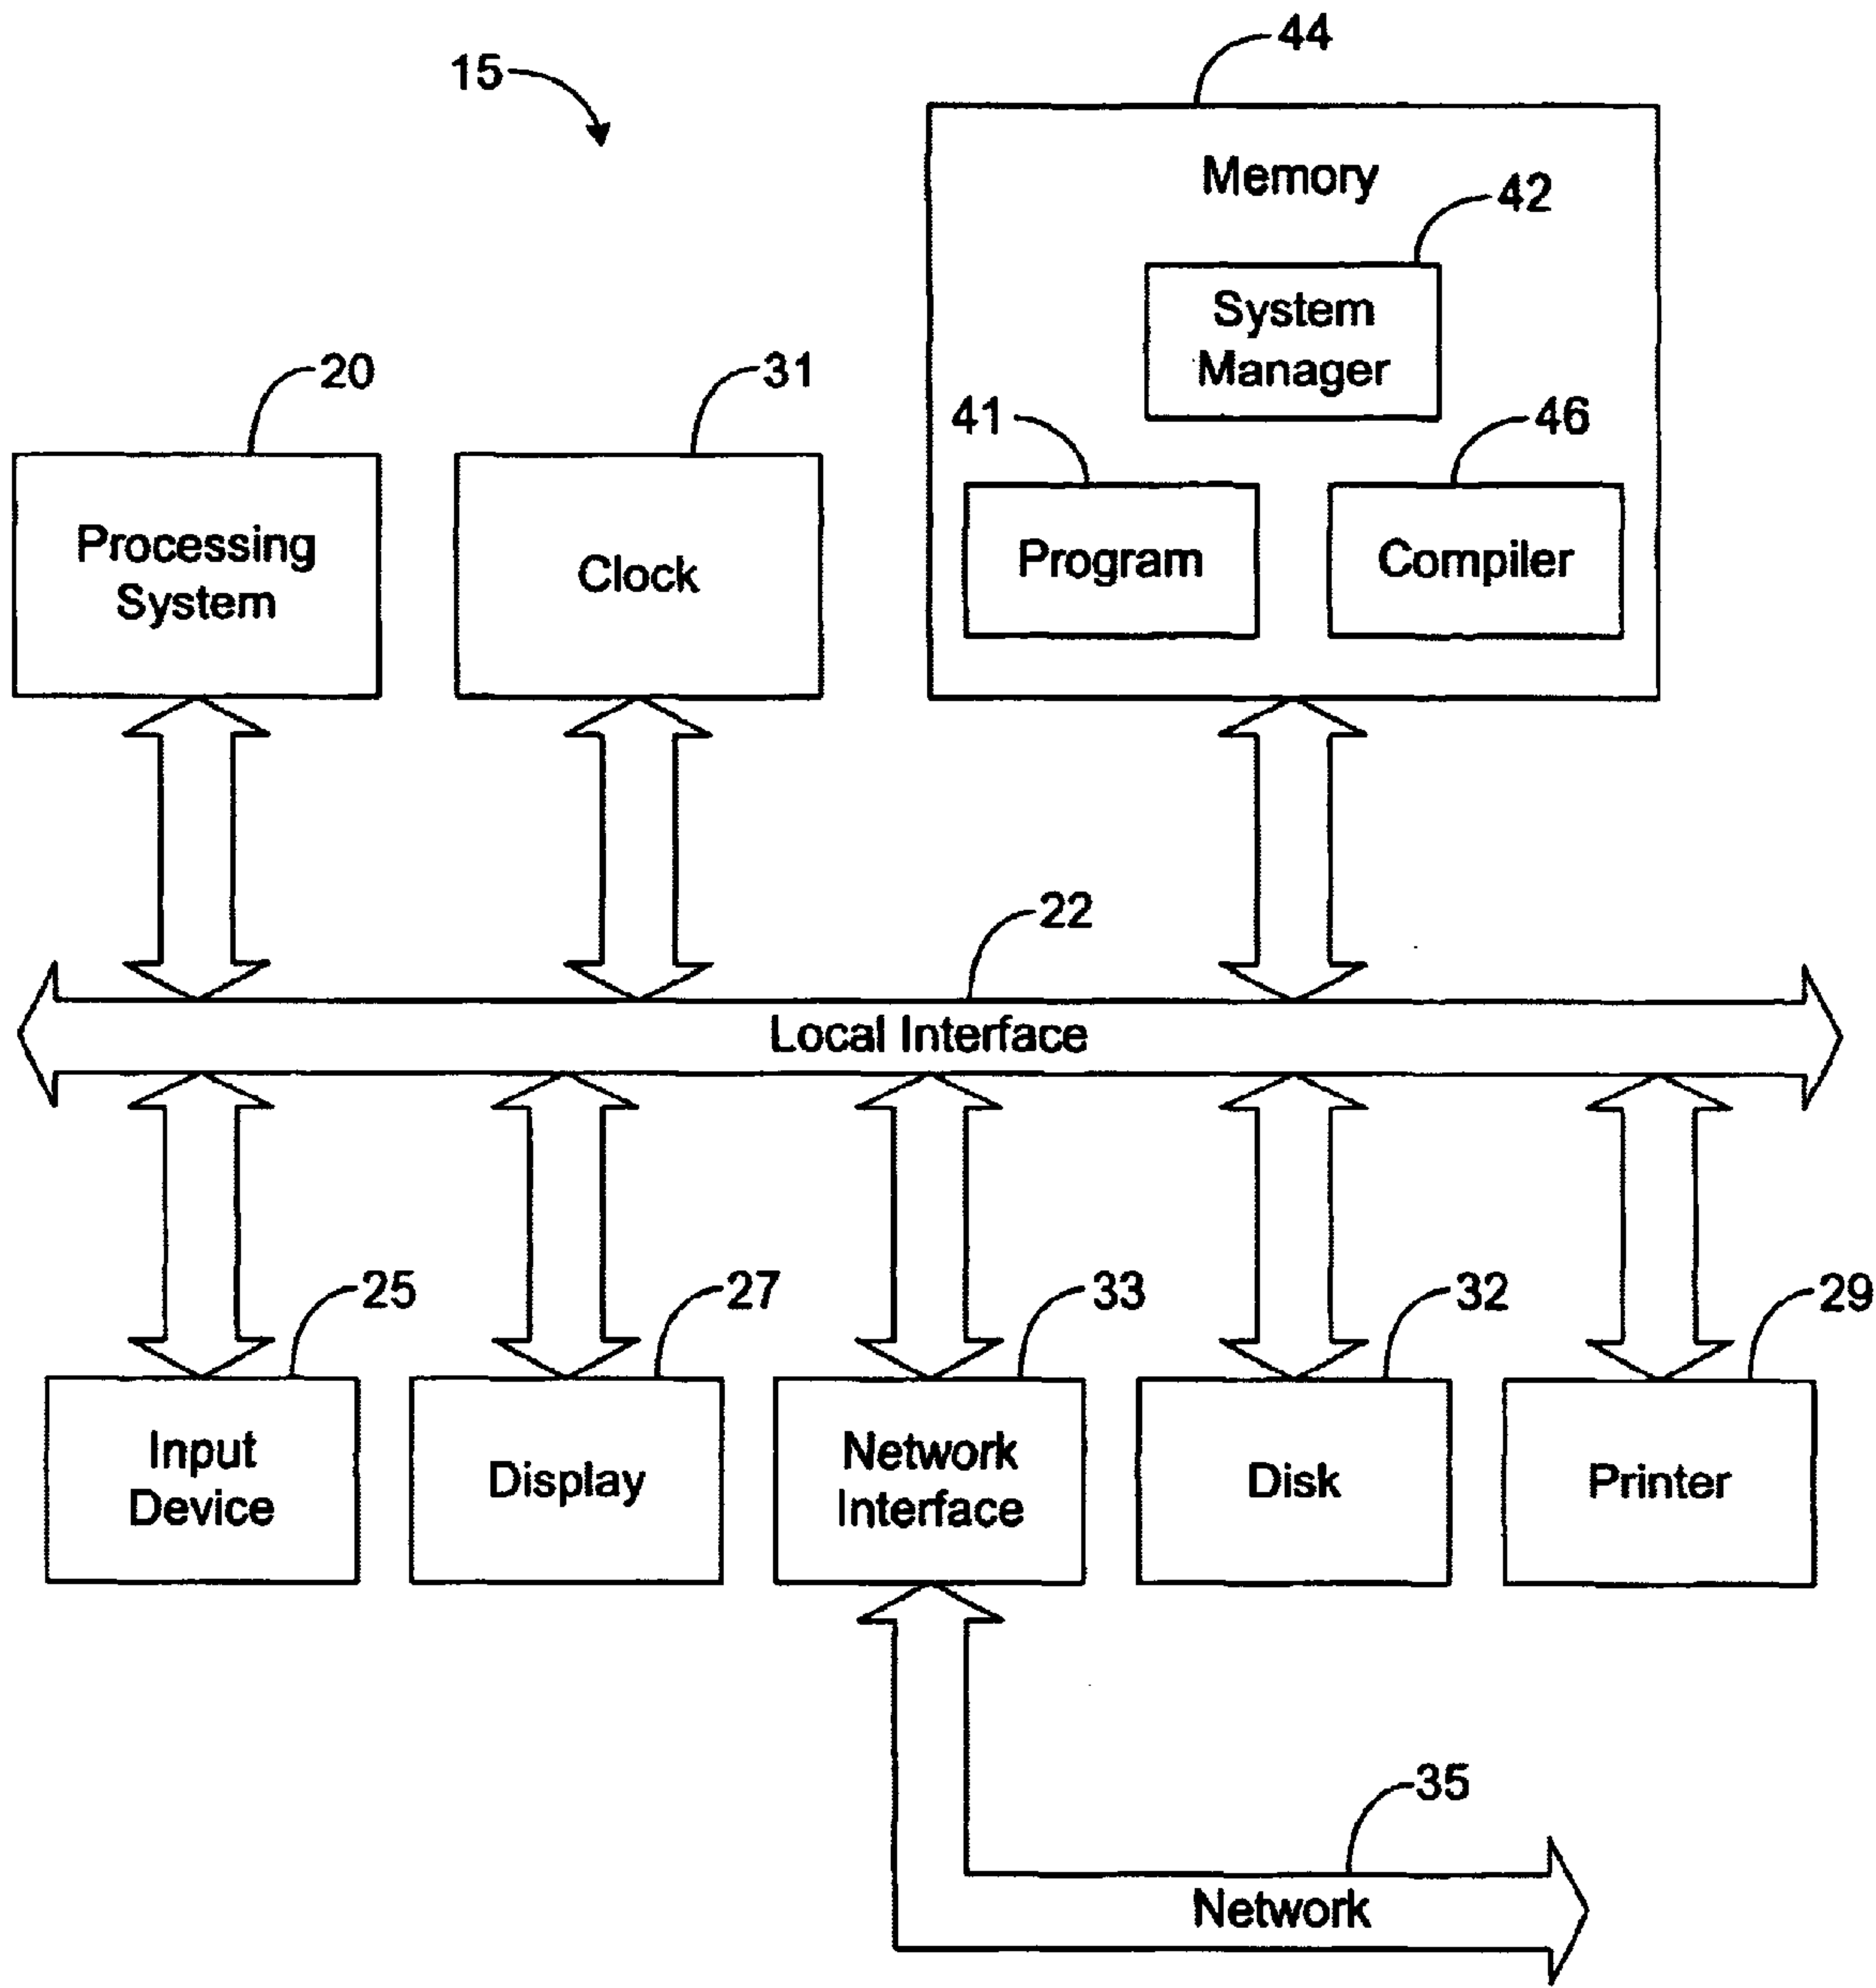 44
15
Memory
42
System
Manager
20
31
41
46
Processing
System
Clock
Program
Compiler
22
Local Interface
25
27
33
32
29
Input
Device
Display
Network
Interface
Disk
Printer
35
Network